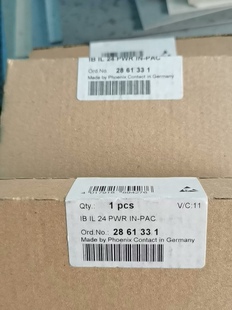 IB IL 24 PWR IN-PAC
Ord.No.: 28 61 33 1
Made by Phoenix Contact in Germany
Qty.: 1 pcs V/C:11
IB IL 24 PWR IN-PAC
Ord.No.: 28 61 33 1
Made by Phoenix Contact in Germany